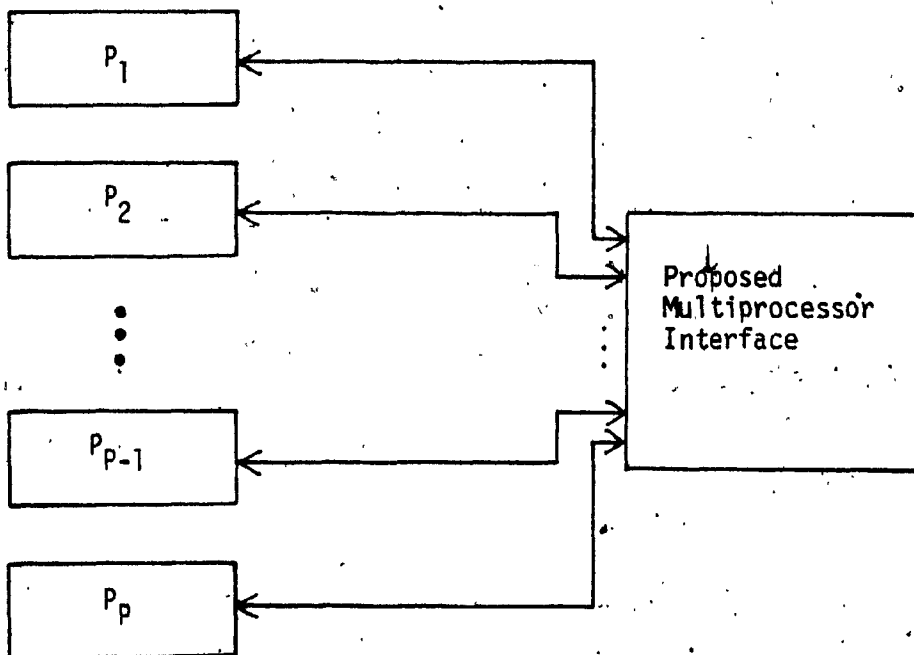 P1
P2
Proposed
Multiprocessor
Interface
PP-1
Pp